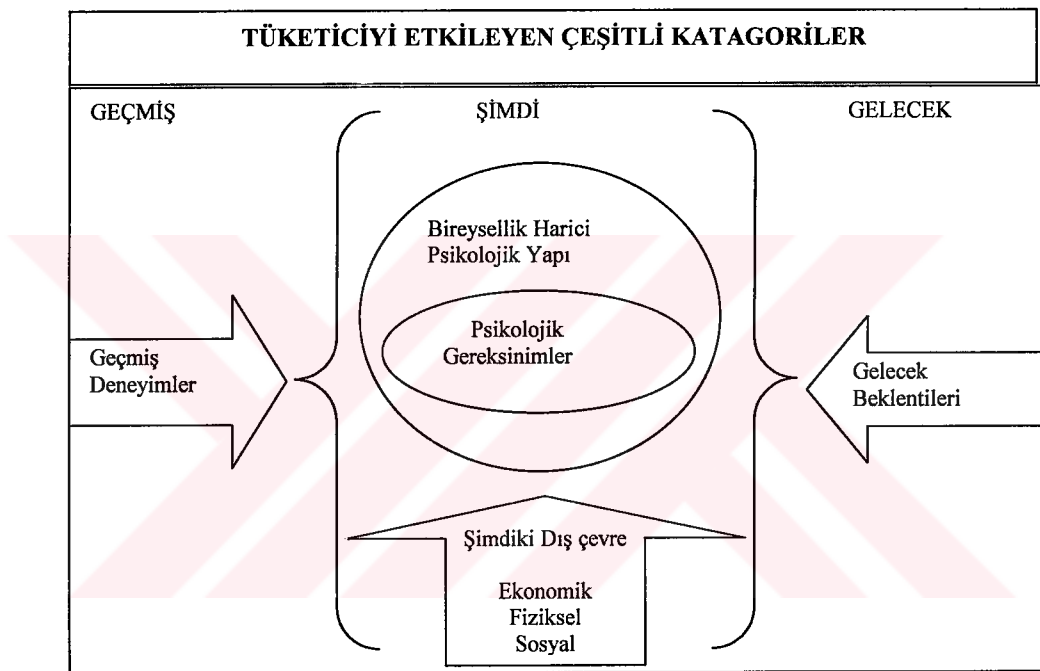 TÜKETİCİYİ ETKİLEYEN ÇEŞİTLİ KATAGORİLER
GEÇMİŞ
ŞİMDİ
GELECEK
Bireysellik Harici
Psikolojik Yapı
Psikolojik
Gereksinimler
Geçmiş
Deneyimler
Gelecek
Beklentileri
Şimdiki Dış çevre
Ekonomik
Fiziksel
Sosyal